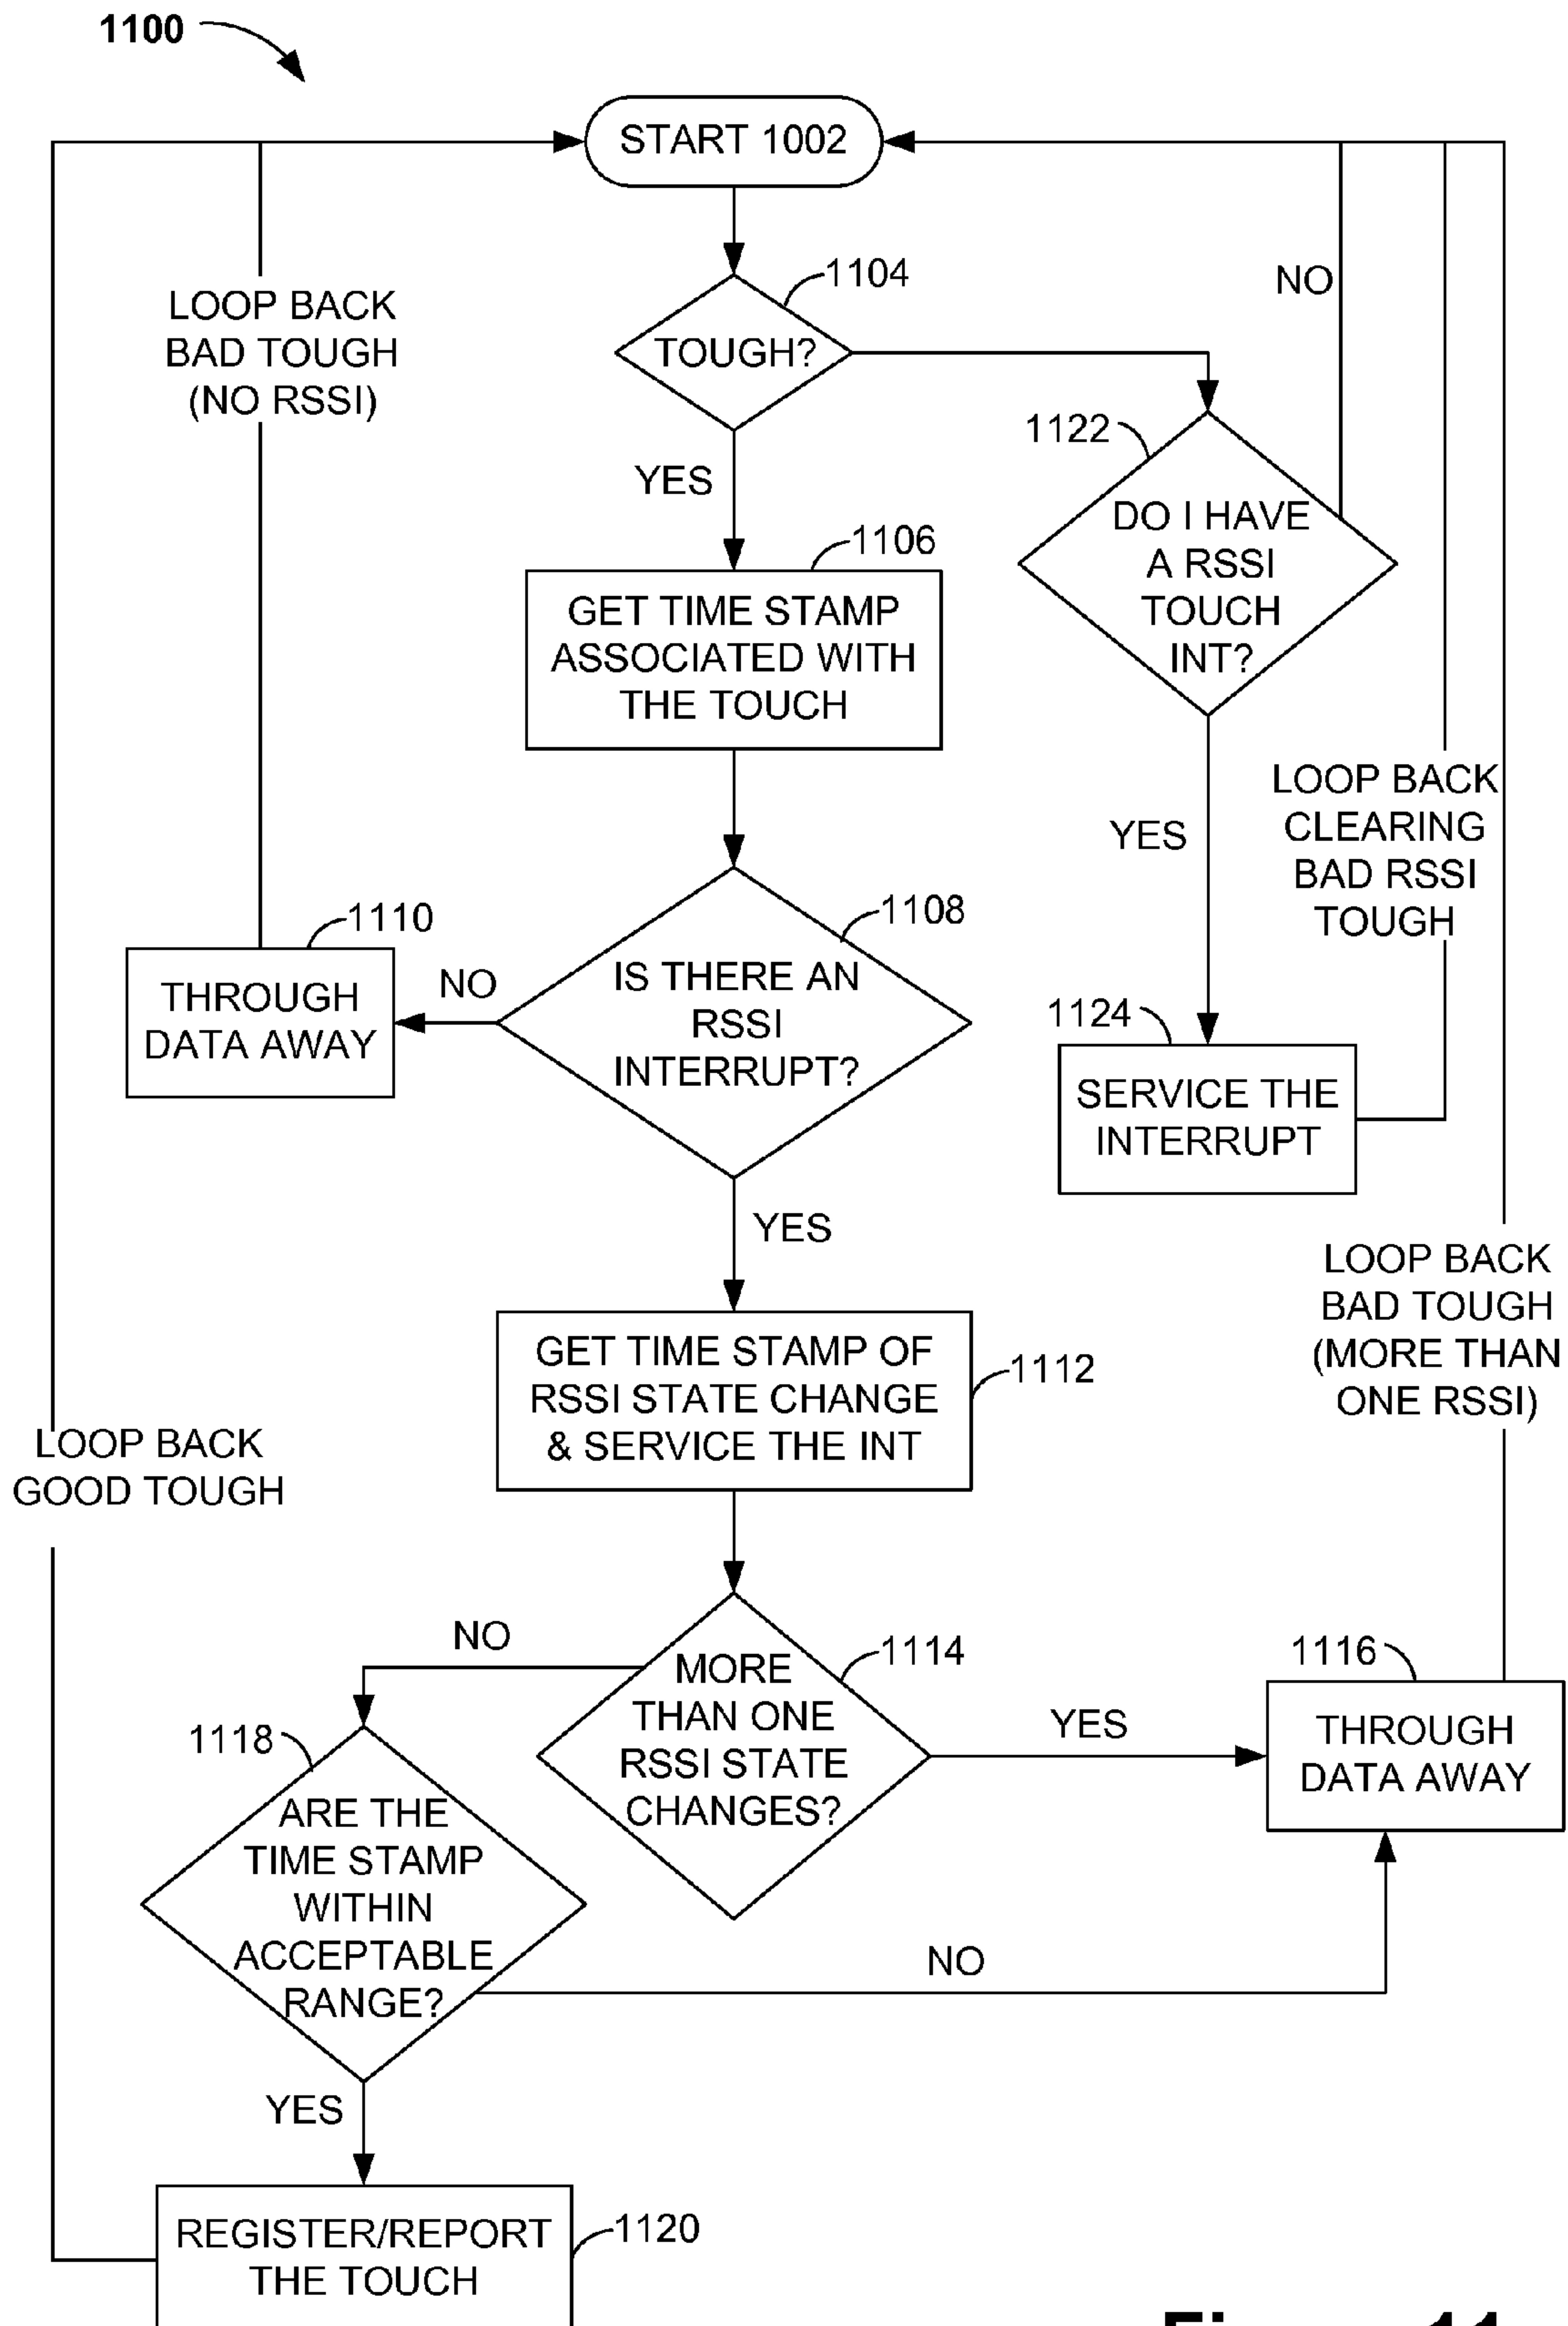 1100
START 1002
1104
TOUGH?
NO
LOOP BACK
BAD TOUGH
(NO RSSI)
1122
YES
DO I HAVE
A RSSI
TOUCH
INT?
1106
GET TIME STAMP
ASSOCIATED WITH
THE TOUCH
YES
LOOP BACK
CLEARING
BAD RSSI
TOUGH
1108
IS THERE AN
RSSI
INTERRUPT?
NO
1110
THROUGH
DATA AWAY
1124
SERVICE THE
INTERRUPT
YES
LOOP BACK
BAD TOUGH
(MORE THAN
ONE RSSI)
GET TIME STAMP OF
RSSI STATE CHANGE
& SERVICE THE INT
1112
LOOP BACK
GOOD TOUGH
NO
1114
MORE
THAN ONE
RSSI STATE
CHANGES?
YES
1116
THROUGH
DATA AWAY
1118
ARE THE
TIME STAMP
WITHIN
ACCEPTABLE
RANGE?
NO
YES
REGISTER/REPORT
THE TOUCH
1120